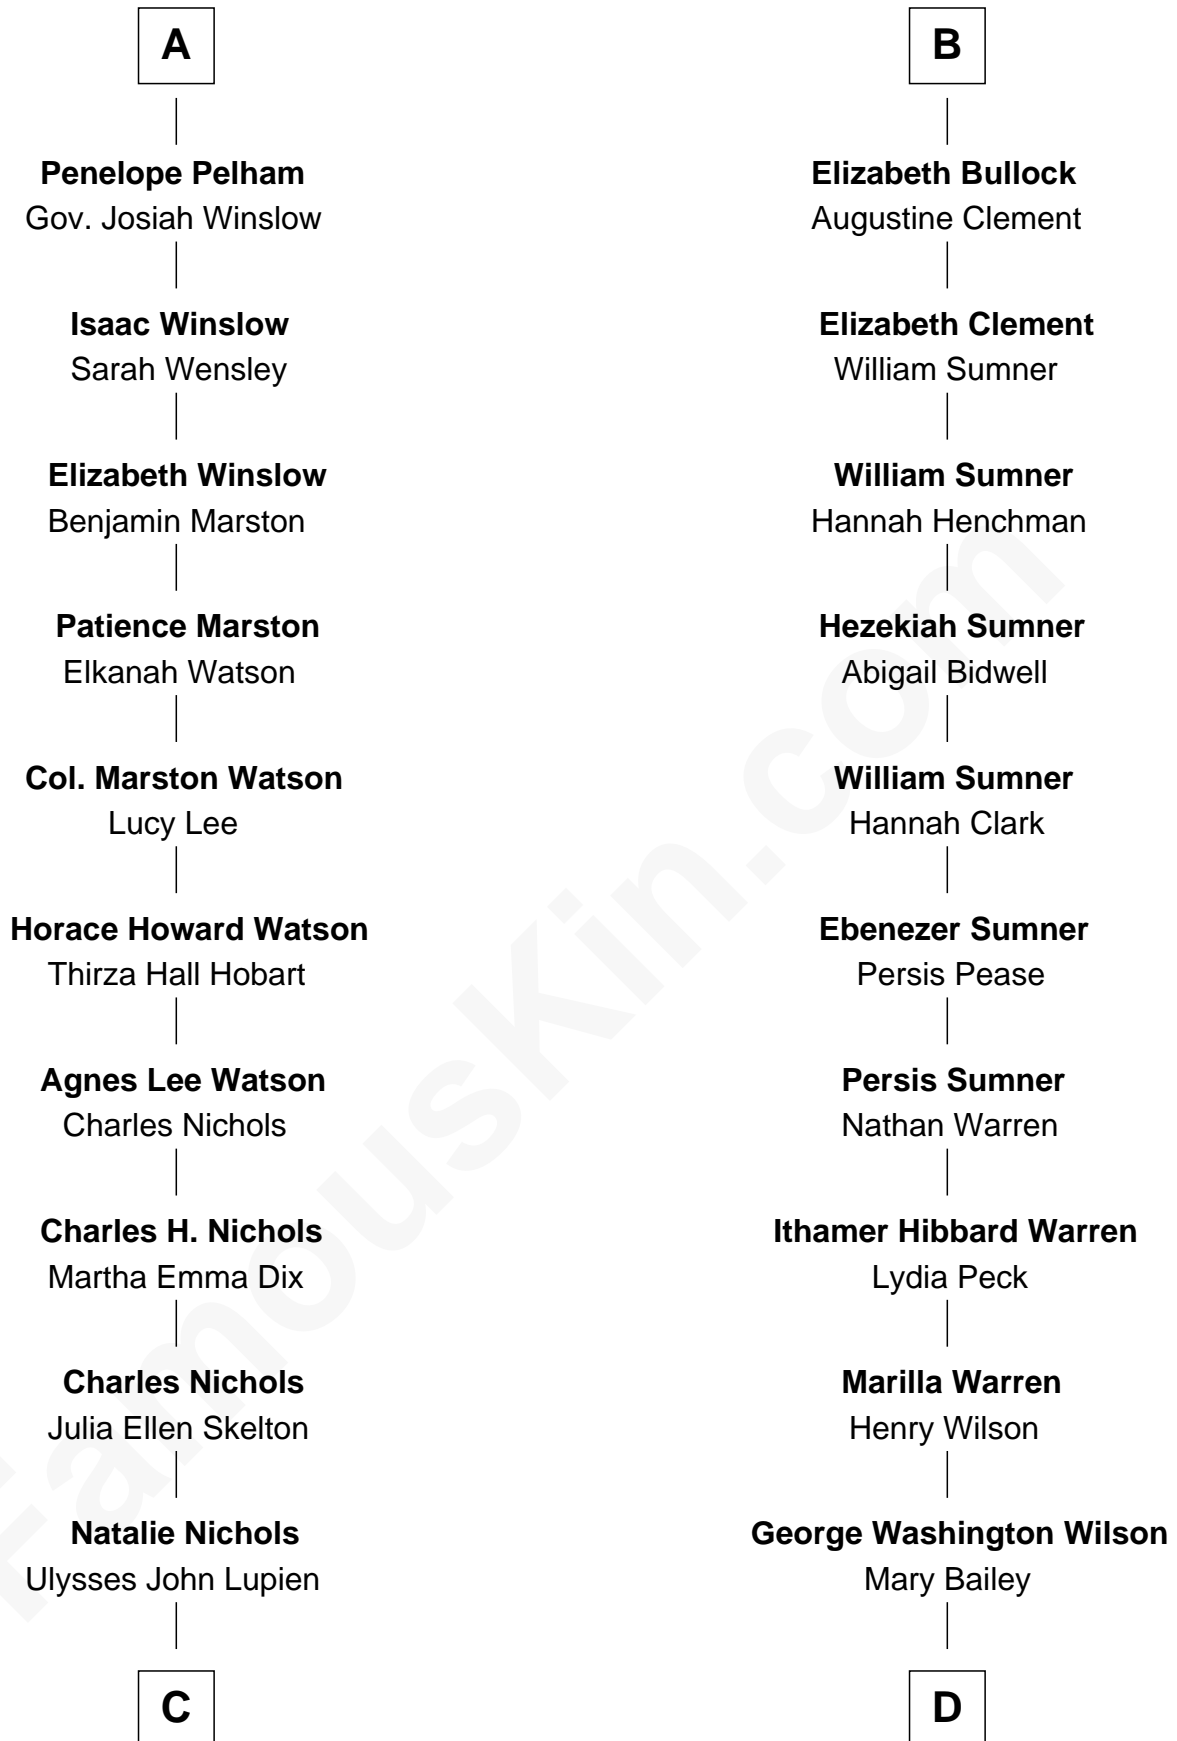 A
Penelope Pelham
Gov. Josiah Winslow
Isaac Winslow
Sarah Wensley
Elizabeth Winslow
Benjamin Marston
Patience Marston
Elkanah Watson
Col. Marston Watson
Lucy Lee
Horace Howard Watson
Thirza Hall Hobart
Agnes Lee Watson
Charles Nichols
Charles H. Nichols
Martha Emma Dix
Charles Nichols
Julia Ellen Skelton
Natalie Nichols
Ulysses John Lupien
C
B
Elizabeth Bullock
Augustine Clement
Elizabeth Clement
William Sumner
William Sumner
Hannah Henchman
Hezekiah Sumner
Abigail Bidwell
William Sumner
Hannah Clark
Ebenezer Sumner
Persis Pease
Persis Sumner
Nathan Warren
Ithamer Hibbard Warren
Lydia Peck
Marilla Warren
Henry Wilson
George Washington Wilson
Mary Bailey
D
FamousKin.com